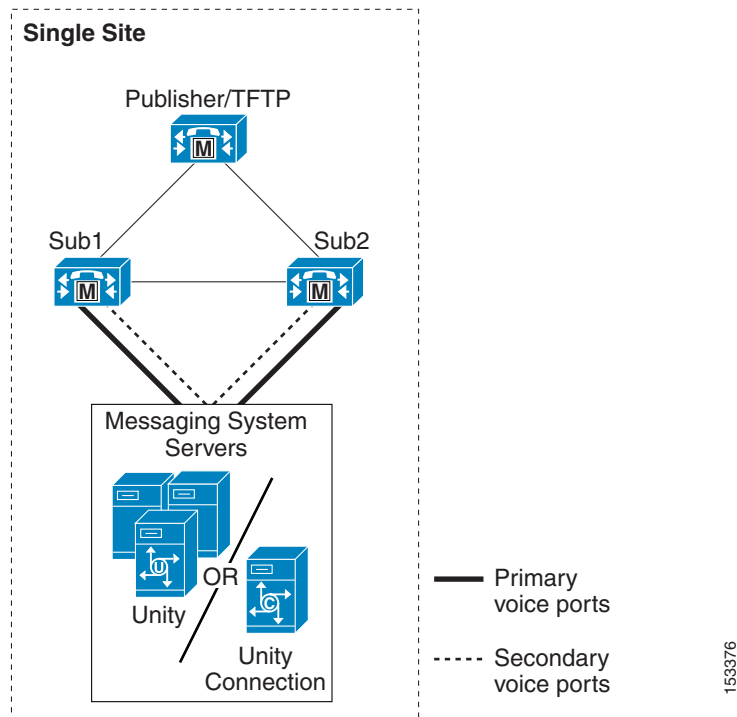 Single Site
Publisher/TFTP
M
Sub1
Sub2
M
M
Messaging System
Servers
U
OR
C
Unity
Unity
Connection
Primary
voice ports
Secondary
voice ports
153376